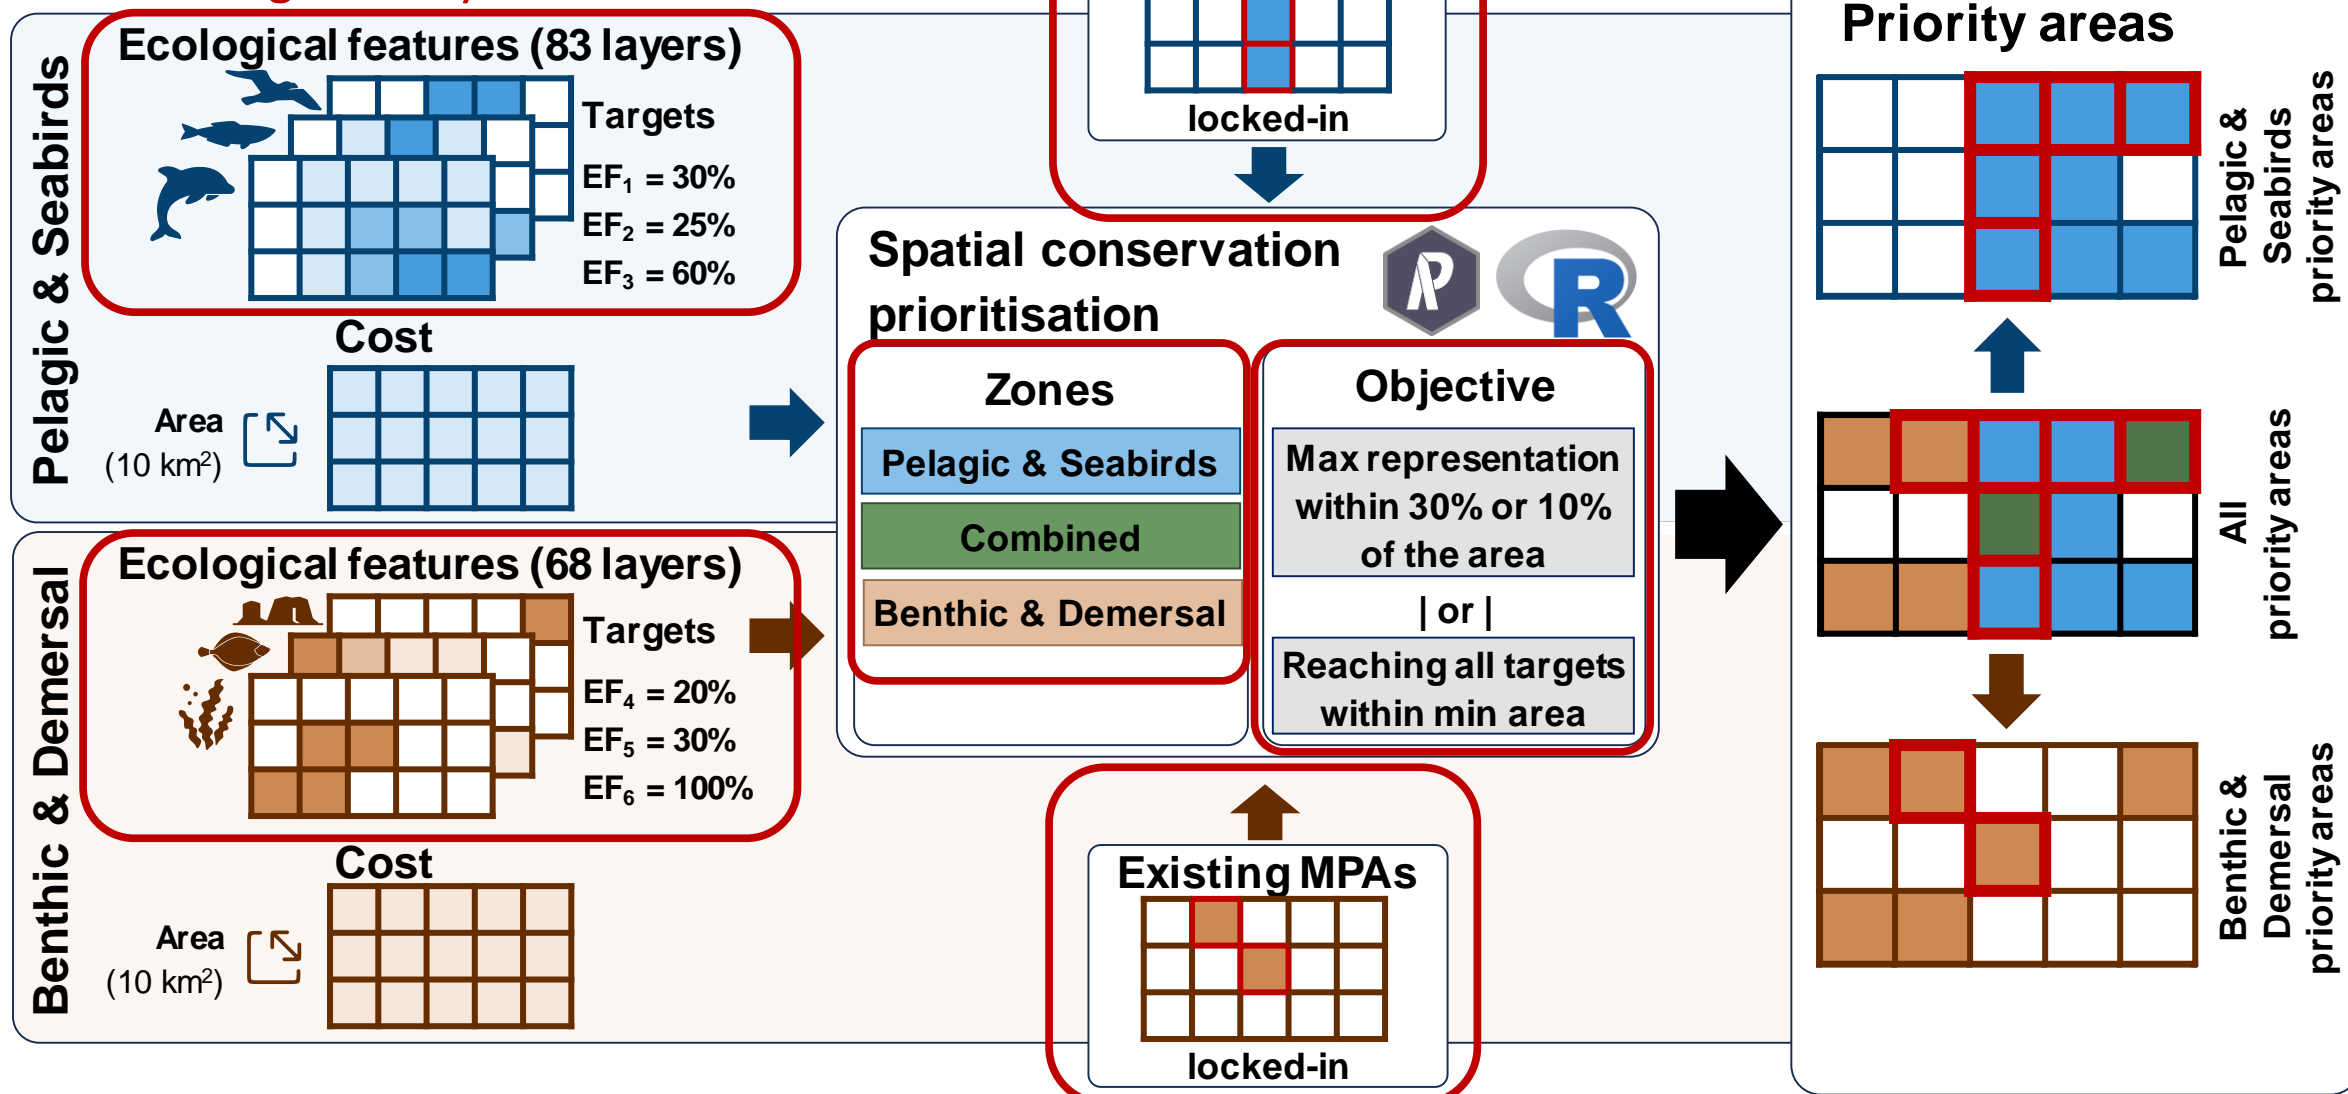 Pelagic & Seabirds
Ecological features (83 layers)
Targets
EF1 = 30%
EF2 = 25%
EF3 = 60%
Cost
Area
(10 km²)
Benthic & Demersal
Ecological features (68 layers)
Targets
EF4 = 20%
EF5 = 30%
EF6 = 100%
Cost
Area
(10 km²)
locked-in
Spatial conservation
prioritisation
P
R
Zones
Pelagic & Seabirds
Combined
Benthic & Demersal
Objective
Max representation
within 30% or 10%
of the area
| or |
Reaching all targets
within min area
Existing MPAs
locked-in
Priority areas
Pelagic &
Seabirds
priority areas
All
priority areas
Benthic &
Demersal
priority areas